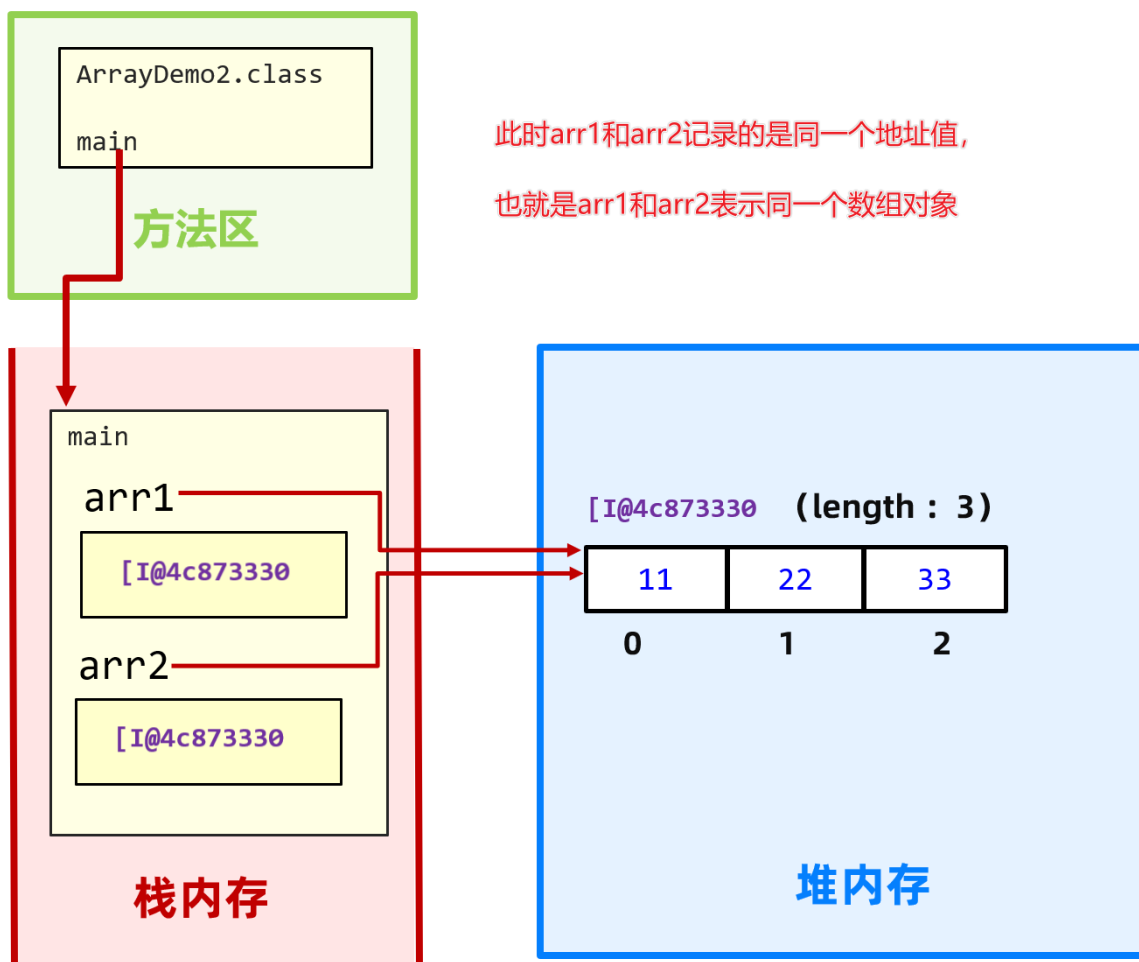 ArrayDemo2.class
main
方法区
此时arr1和arr2记录的是同一个地址值,
也就是arr1和arr2表示同一个数组对象
main
arr1
[I@4c873330
arr2
[I@4c873330
栈内存
[I@4c873330 (length : 3)
11 22 33
0 1 2
堆内存